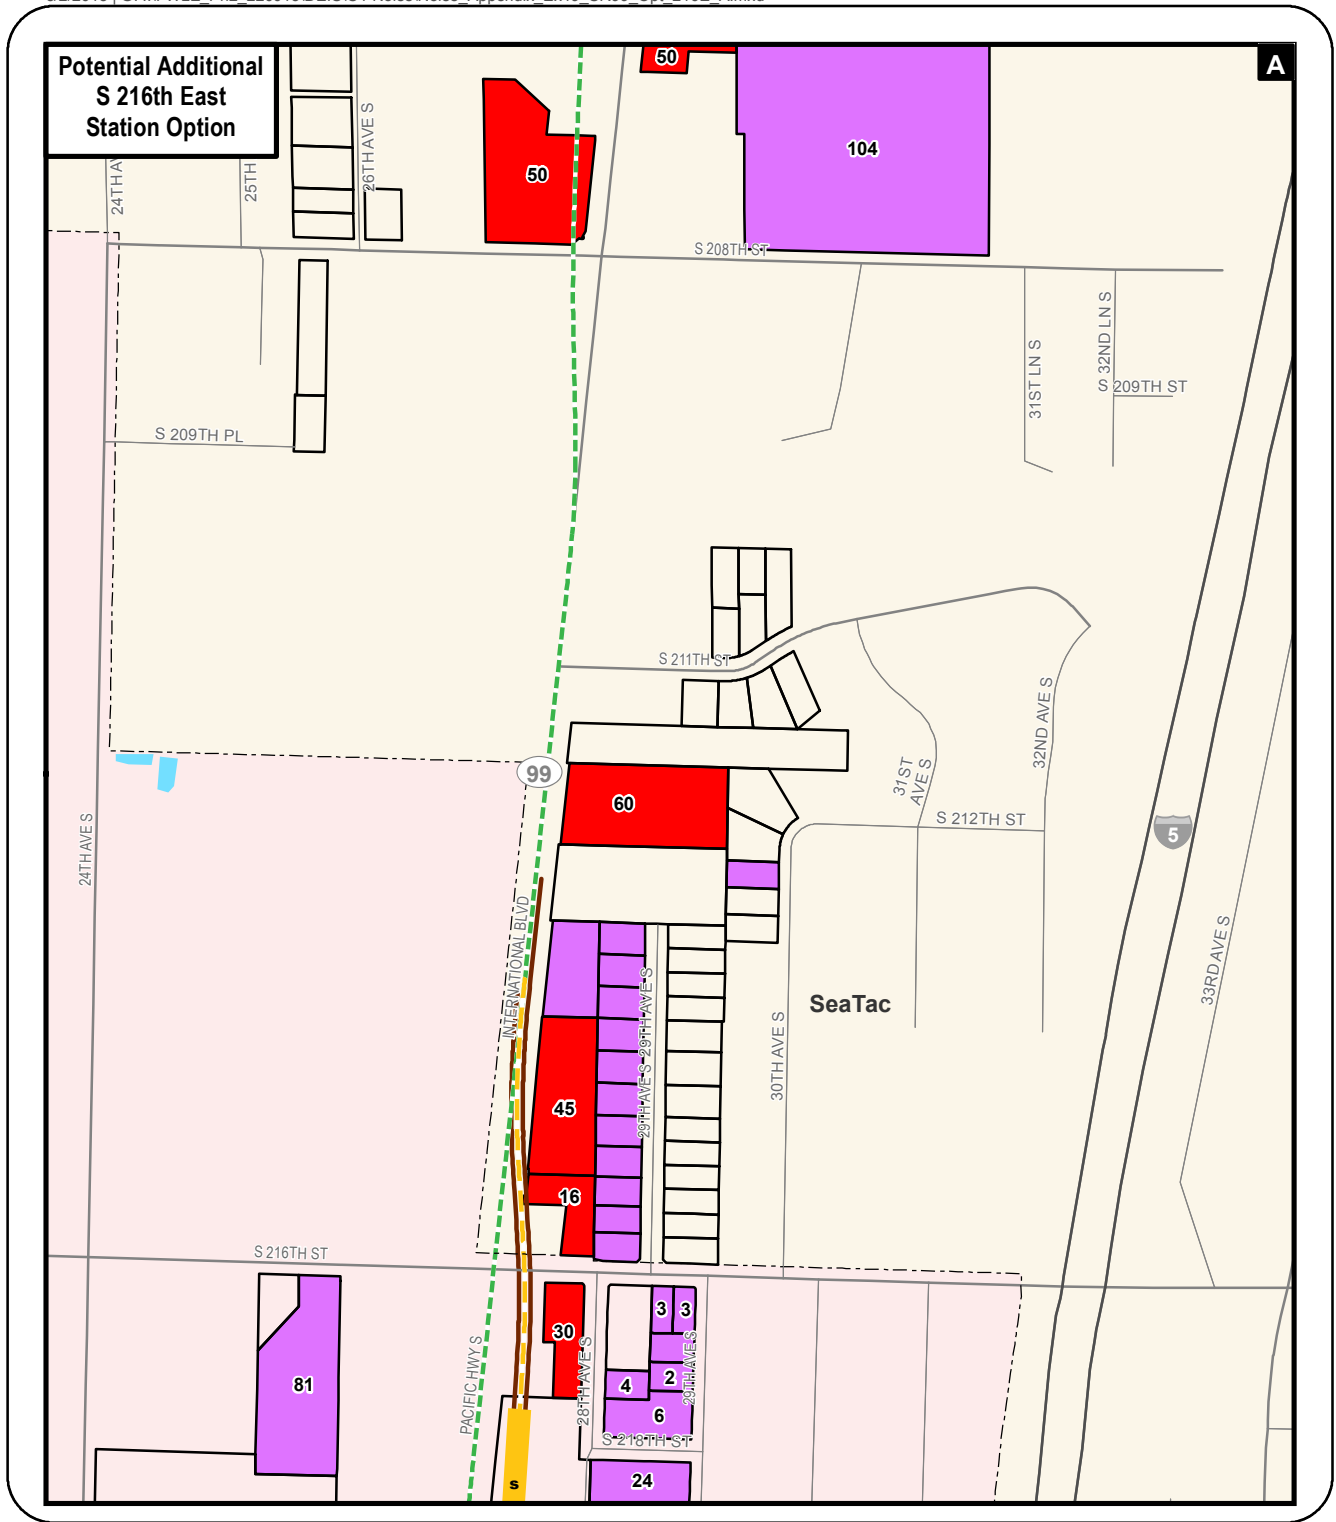 Potential Additional
S 216th East
Station Option
A
50
104
50
24TH AV
25TH
26TH AVE S
S 208TH ST
S 209TH PL
31ST LN S
S 32ND LN S
S 209TH ST
S 211TH ST
99
60
31ST
AVE S
32ND AVE S
S 212TH ST
5
24TH AVE S
INTERNATIONAL BLVD
29TH AVE S
29TH AVE S
SeaTac
33RD AVE S
30TH AVE S
45
16
S 216TH ST
30
3
3
81
PACIFIC HWY S
28TH AVE S
4
2
29TH AVE S
6
S 218TH ST
24
s